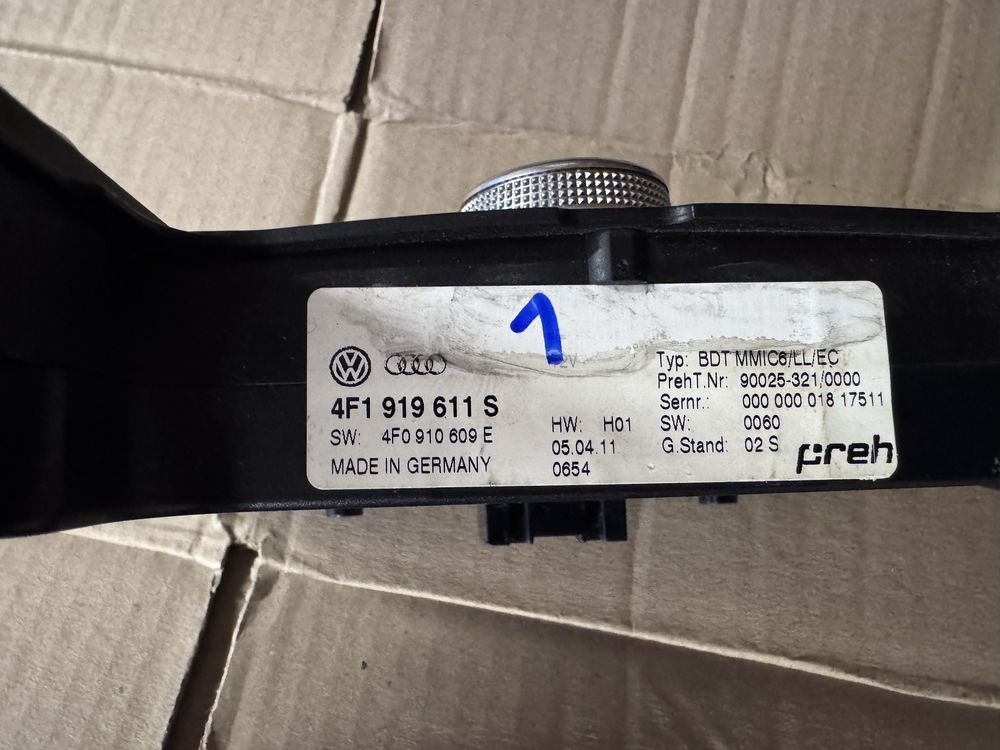 1
4F1 919 611 S
SW: 4F0 910 609 E
MADE IN GERMANY
HW: H01
05.04.11
0654
Typ: BDT MMIC6/LL/EC
PrehT.Nr: 90025-321/0000
Sernr.: 000 000 018 17511
SW: 0060
G.Stand: 02 S
preh